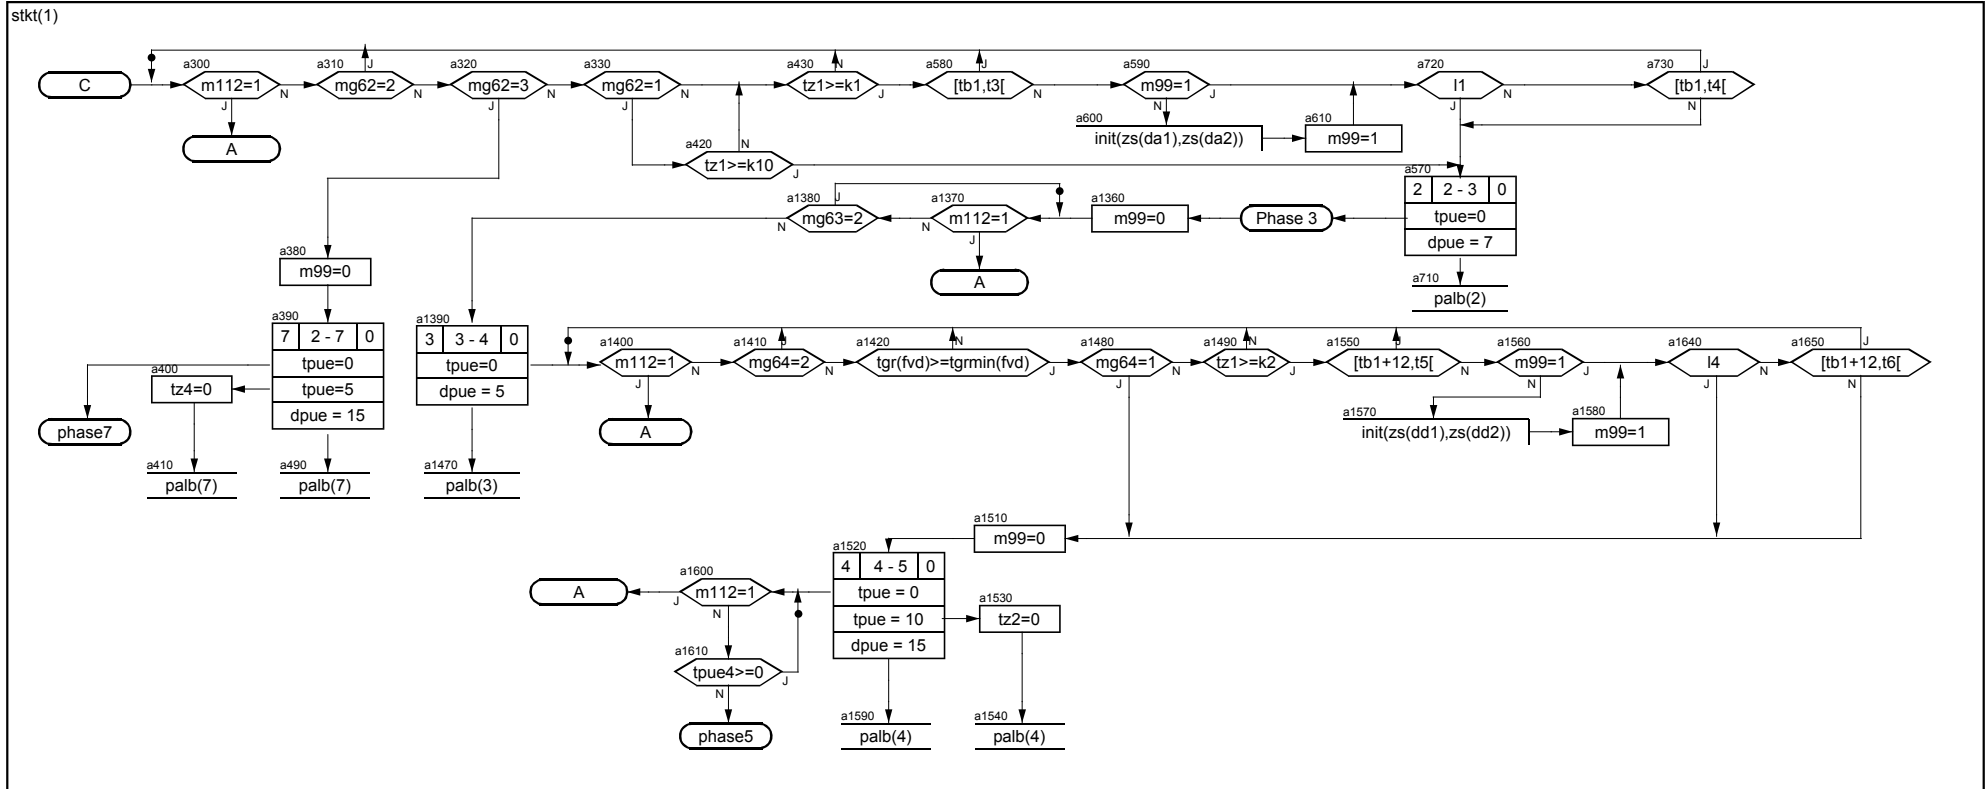 stkt(1)
C
a300
m112=1
J
N
A
a310
mg62=2
J
N
a320
mg62=3
J
N
a330
mg62=1
J
N
a420
tz1>=k10
N
J
a430
tz1>=k1
N
J
a580
[tb1,t3[
J
N
a590
m99=1
J
N
a600
init(zs(da1),zs(da2))
a610
m99=1
a720
l1
J
N
a730
[tb1,t4[
J
N
a570
2 2 - 3 0
tpue=0
dpue = 7
a710
palb(2)
Phase 3
a1360
m99=0
a1370
m112=1
N
J
A
a1380
mg63=2
J
N
a380
m99=0
a390
7 2 - 7 0
tpue=0
tpue=5
dpue = 15
a400
tz4=0
phase7
a410
palb(7)
a490
palb(7)
a1390
3 3 - 4 0
tpue=0
dpue = 5
a1470
palb(3)
a1400
m112=1
J
N
A
a1410
mg64=2
J
N
a1420
tgr(fvd)>=tgrmin(fvd)
N
J
a1480
mg64=1
J
N
a1490
tz1>=k2
N
J
a1550
[tb1+12,t5[
J
N
a1560
m99=1
N
J
a1570
init(zs(dd1),zs(dd2))
a1580
m99=1
a1640
l4
J
N
a1650
[tb1+12,t6[
J
N
a1510
m99=0
a1520
4 4 - 5 0
tpue = 0
tpue = 10
dpue = 15
a1530
tz2=0
a1600
m112=1
J
N
A
a1610
tpue4>=0
N
J
phase5
a1590
palb(4)
a1540
palb(4)